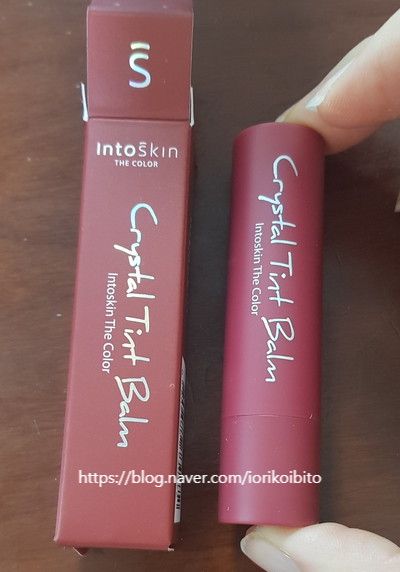 S
IntoSkin
THE COLOR
Crystal Tint Balm
Intoskin The Color
Crystal Tint Balm
Intoskin The Color
https://blog.naver.com/iorikoibito